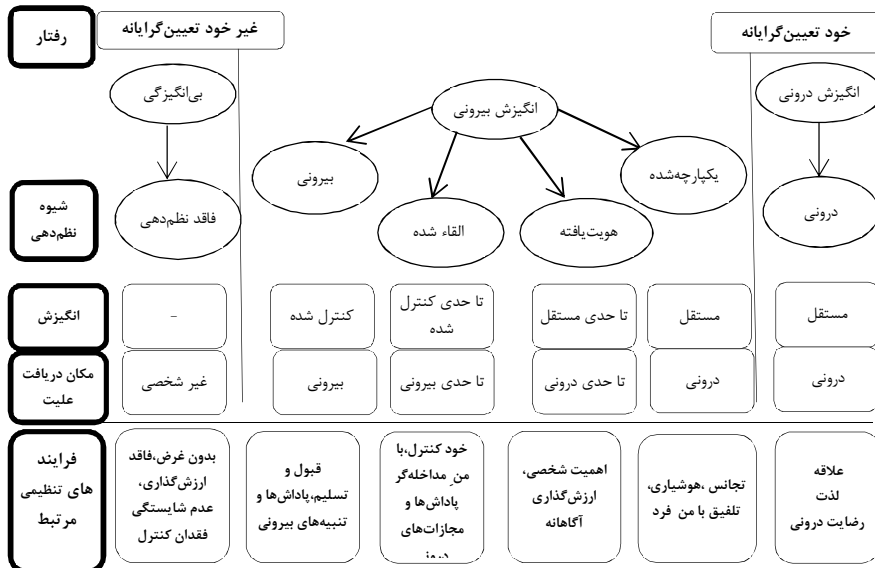 رفتار
غیر خود تعیین‌گرایانه
خود تعیین‌گرایانه
بی‌انگیزگی
انگیزش بیرونی
انگیزش درونی
شیوه
نظم‌دهی
فاقد نظم‌دهی
بیرونی
القاء شده
هویت‌یافته
یکپارچه‌شده
درونی
انگیزش
-
کنترل شده
تا حدی کنترل
شده
تا حدی مستقل
مستقل
مستقل
مکان دریافت
علیت
غیر شخصی
بیرونی
تا حدی بیرونی
تا حدی درونی
درونی
درونی
فرایند
های تنظیمی
مرتبط
بدون غرض،فاقد
ارزش‌گذاری،
عدم شایستگی
فقدان کنترل
قبول و
تسلیم،پاداش‌ها و
تنبیه‌های بیرونی
خود کنترل،با
منِ مداخله‌گر
پاداش‌ها و
مجازات‌های
اهمیت شخصی،
ارزش‌گذاری
آگاهانه
تجانس ،هوشیاری،
تلفیق با من فرد
علاقه
لذت
رضایت درونی